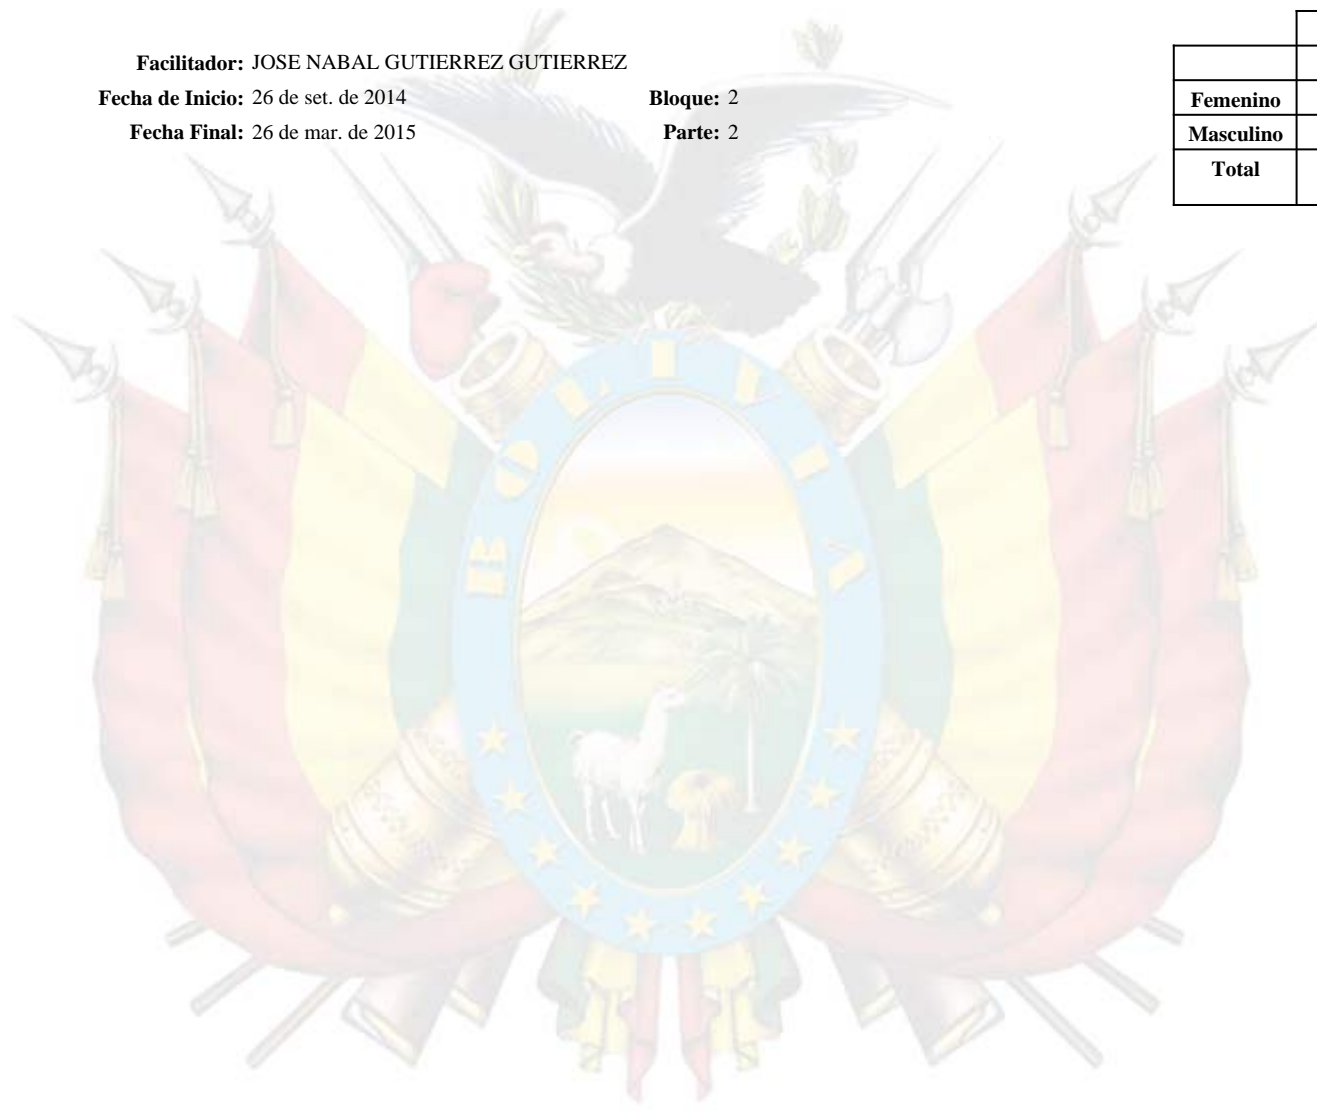 Facilitador: JOSE NABAL GUTIERREZ GUTIERREZ
Fecha de Inicio: 26 de set. de 2014 Bloque: 2
Fecha Final: 26 de mar. de 2015 Parte: 2
Femenino
Masculino
Total
BOLIVIA